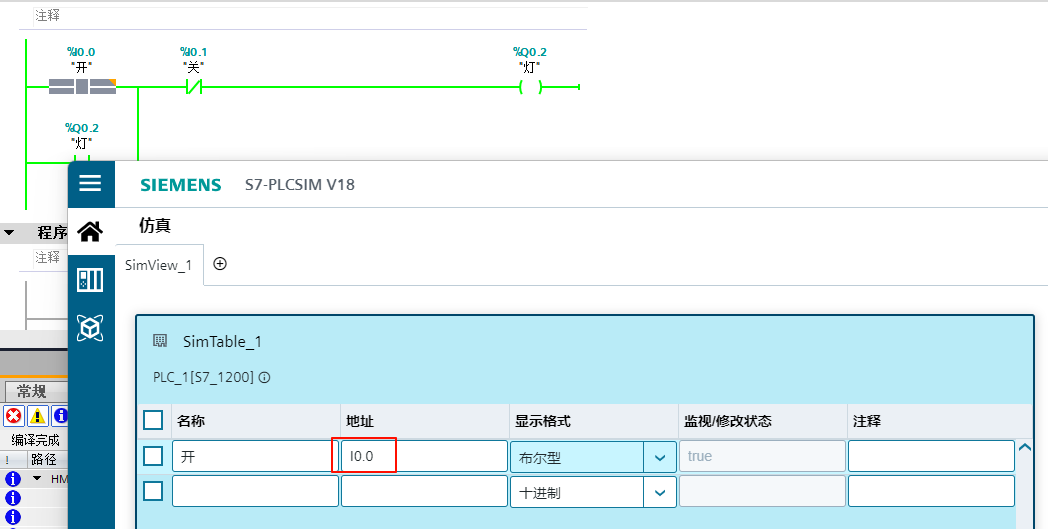 注释
%I0.0
%I0.1
%Q0.2
"开"
"关"
"灯"
%Q0.2
"灯"
SIEMENS S7-PLCSIM V18
仿真
程序
注释
SimView_1
SimTable_1
PLC_1[S7_1200]
常规
名称 地址 显示格式 监视/修改状态 注释
编译完成
开 I0.0 布尔型 true
! 路径
HM
十进制